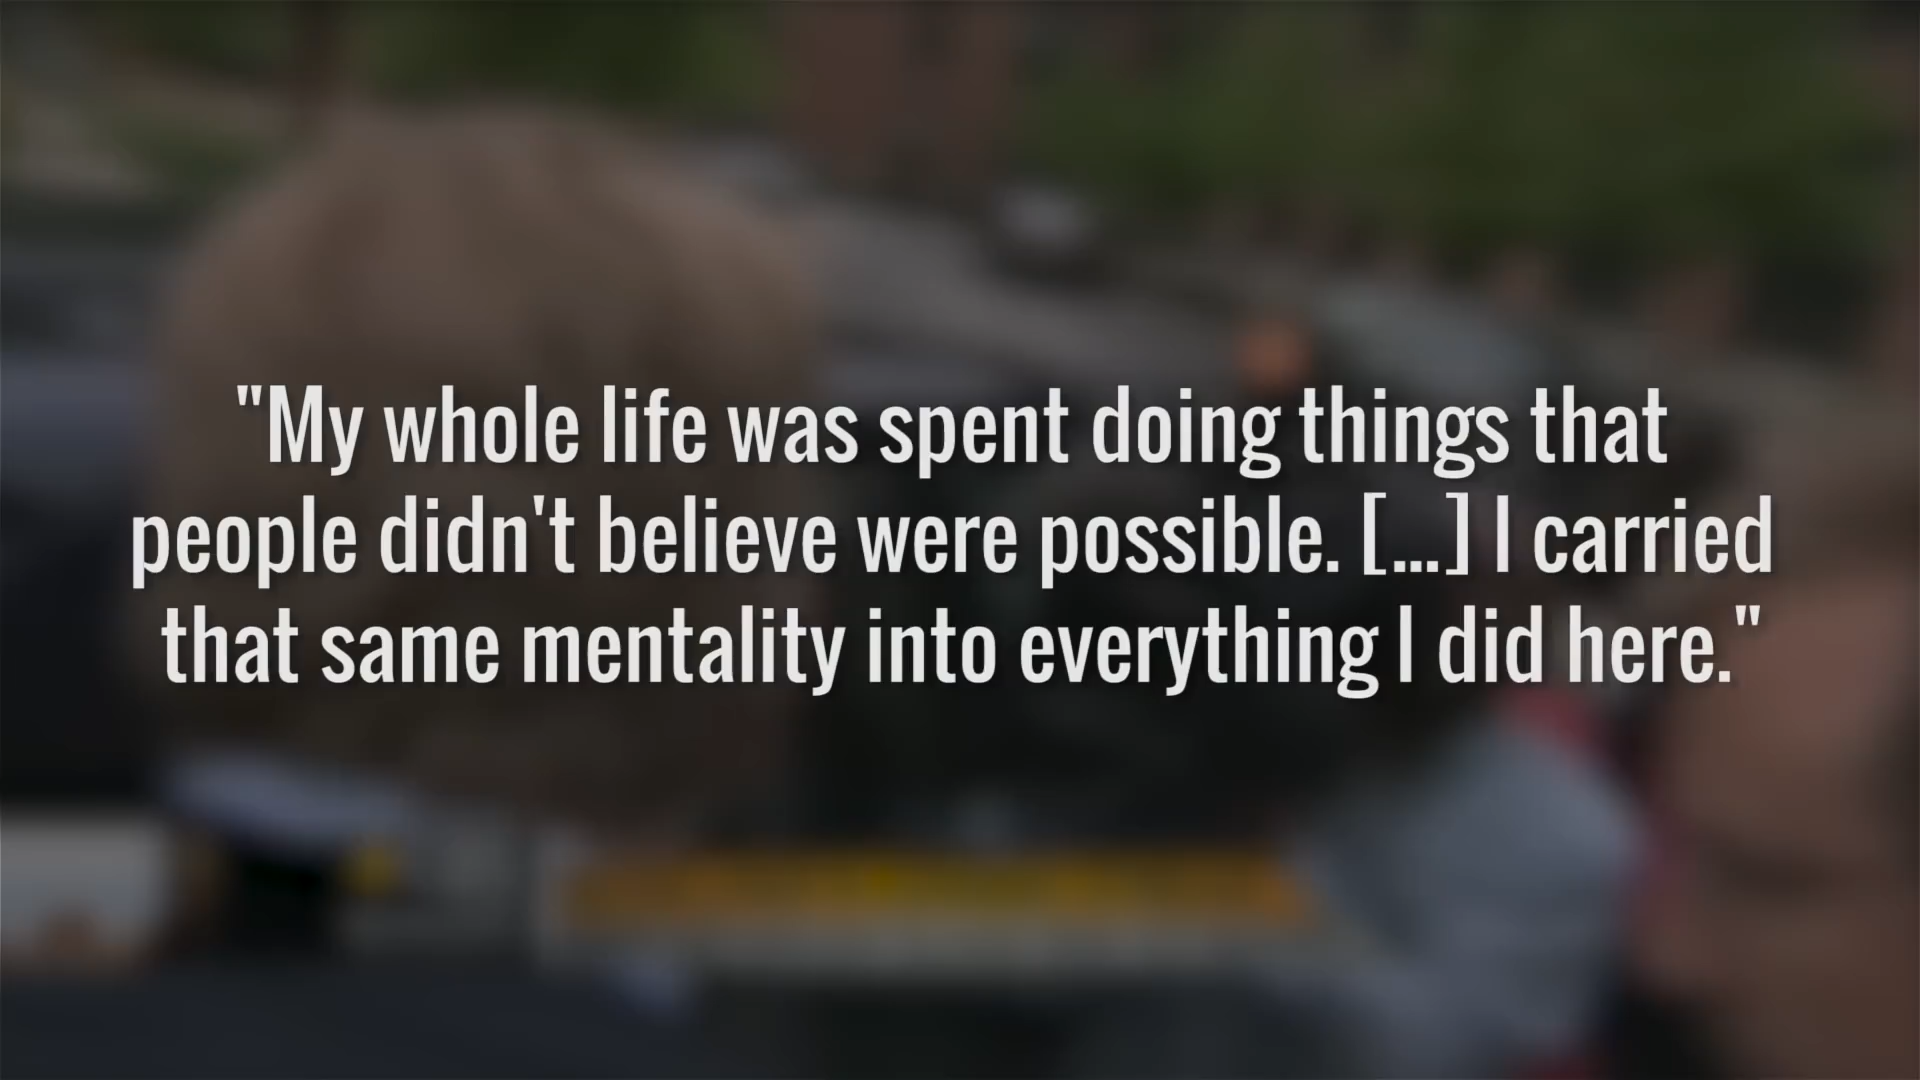 "My whole life was spent doing things that
people didn't believe were possible. [...] I carried
that same mentality into everything I did here."